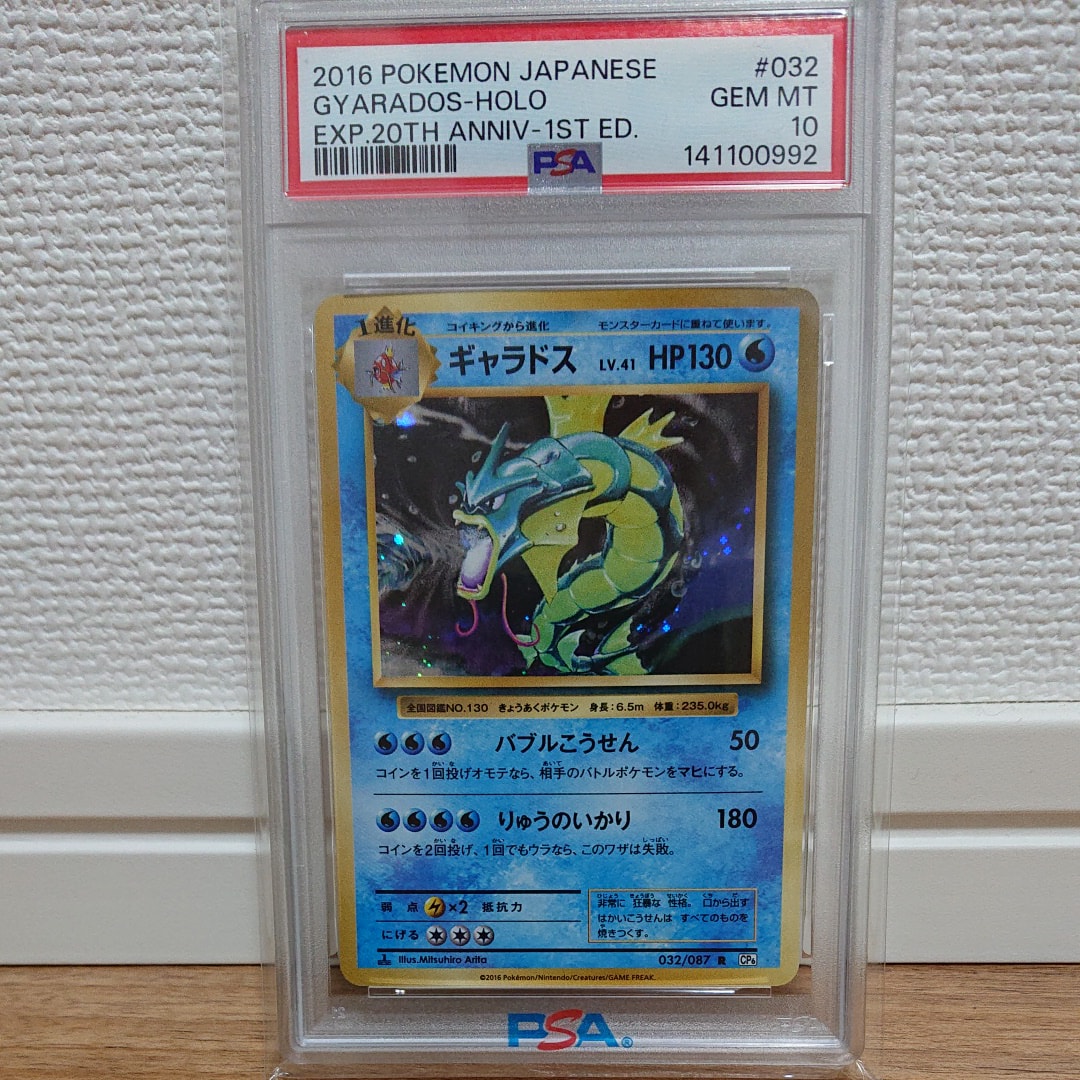 2016 POKEMON JAPANESE #032
GYARADOS-HOLO GEM MT
EXP.20TH ANNIV-1ST ED. 10
PSA 141100992
1進化
コイキングから進化 モンスターカードに重ねて使います。
ギャラドス LV.41 HP130
全国図鑑NO.130 きょうあくポケモン 身長:6.5m 体重:235.0kg
バブルこうせん 50
コインを1回投げオモテなら、相手のバトルポケモンをマヒにする。
りゅうのいかり 180
コインを2回投げ、1回でもウラなら、このワザは失敗。
弱点 ×2 抵抗力
にげる
非常に 狂暴な 性格。 口から出す
はかいこうせんは すべてのものを
焼きつくす。
Illus.Mitsuhiro Arita 032/087 R CP6
©2016 Pokémon/Nintendo/Creatures/GAME FREAK.
PSA®